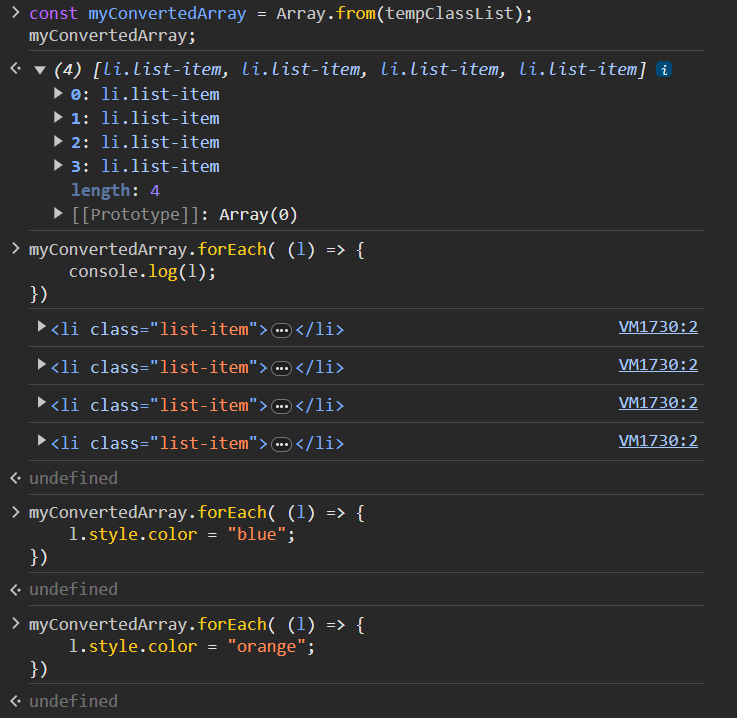 > const myConvertedArray = Array.from(tempClassList);
myConvertedArray;
(4) [li.list-item, li.list-item, li.list-item, li.list-item] i
0: li.list-item
1: li.list-item
2: li.list-item
3: li.list-item
length: 4
[[Prototype]]: Array(0)
> myConvertedArray.forEach( (l) => {
    console.log(l);
})
<li class="list-item">…</li> VM1730:2
<li class="list-item">…</li> VM1730:2
<li class="list-item">…</li> VM1730:2
<li class="list-item">…</li> VM1730:2
undefined
> myConvertedArray.forEach( (l) => {
    l.style.color = "blue";
})
undefined
> myConvertedArray.forEach( (l) => {
    l.style.color = "orange";
})
undefined